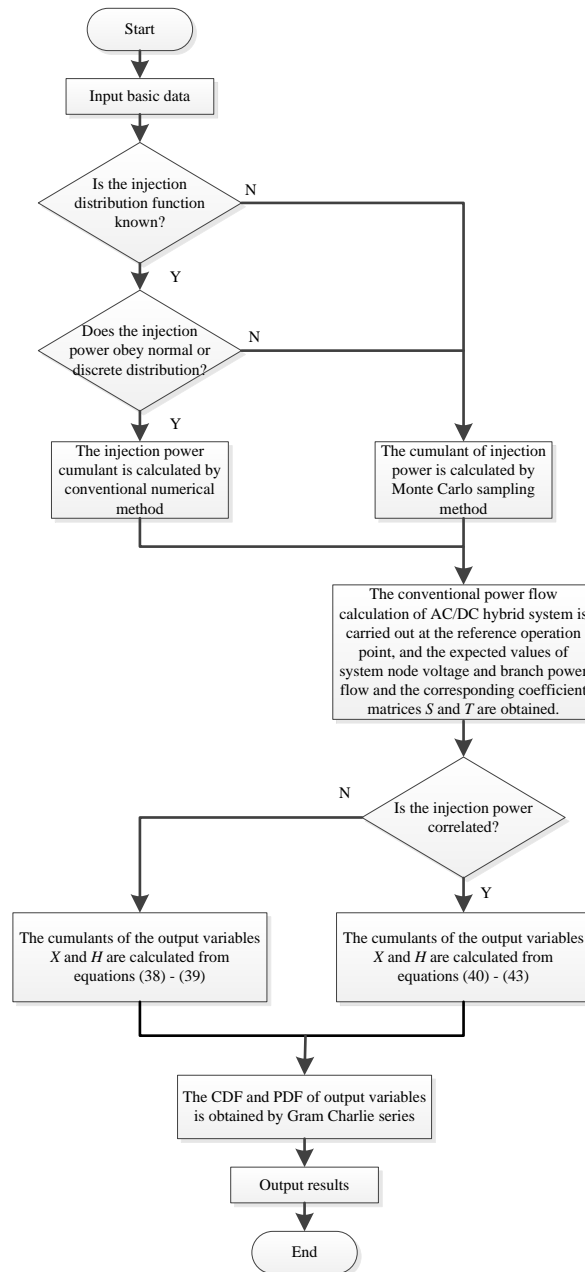 Start
Input basic data
Is the injection
distribution function
known?
N
Y
Does the injection
power obey normal or
discrete distribution?
N
Y
The injection power
cumulant is calculated by
conventional numerical
method
The cumulant of injection
power is calculated by
Monte Carlo sampling
method
The conventional power flow
calculation of AC/DC hybrid system is
carried out at the reference operation
point, and the expected values of
system node voltage and branch power
flow and the corresponding coefficient
matrices S and T are obtained.
N
Is the injection power
correlated?
Y
The cumulants of the output variables
X and H are calculated from
equations (38) - (39)
The cumulants of the output variables
X and H are calculated from
equations (40) - (43)
The CDF and PDF of output variables
is obtained by Gram Charlie series
Output results
End